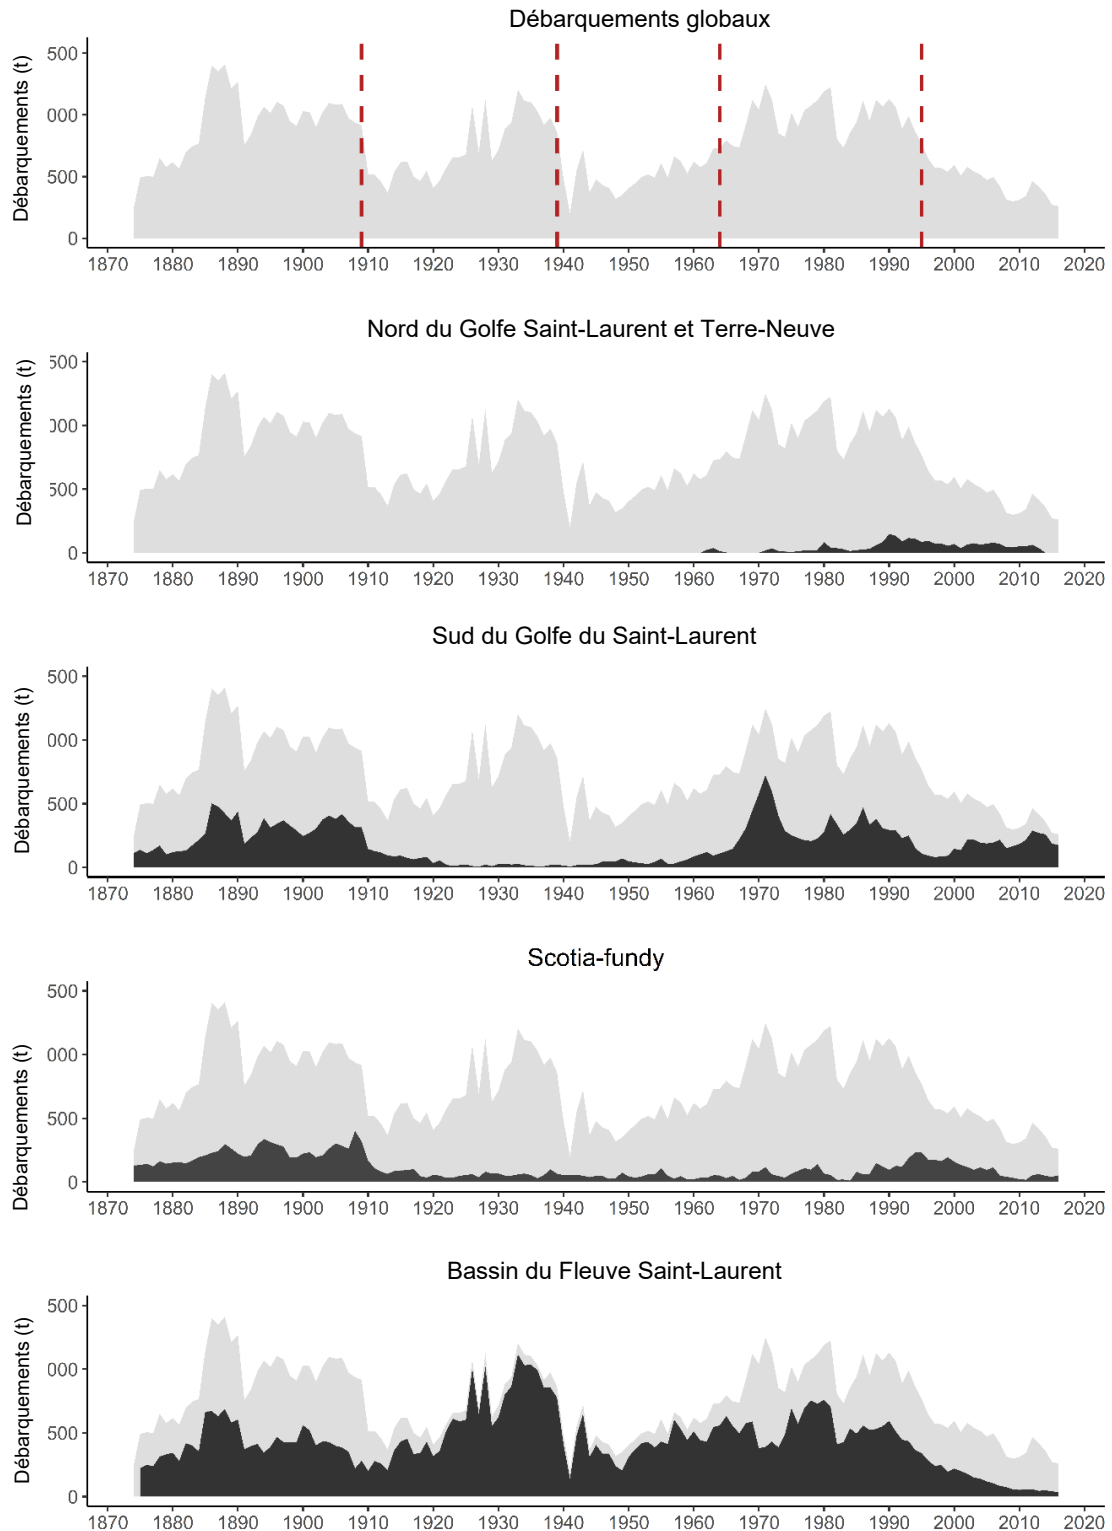 Débarquements globaux
Débarquements (t)
500
000
500
0
1870 1880 1890 1900 1910 1920 1930 1940 1950 1960 1970 1980 1990 2000 2010 2020
Nord du Golfe Saint-Laurent et Terre-Neuve
Débarquements (t)
500
000
500
0
1870 1880 1890 1900 1910 1920 1930 1940 1950 1960 1970 1980 1990 2000 2010 2020
Sud du Golfe du Saint-Laurent
Débarquements (t)
500
000
500
0
1870 1880 1890 1900 1910 1920 1930 1940 1950 1960 1970 1980 1990 2000 2010 2020
Scotia-fundy
Débarquements (t)
500
000
500
0
1870 1880 1890 1900 1910 1920 1930 1940 1950 1960 1970 1980 1990 2000 2010 2020
Bassin du Fleuve Saint-Laurent
Débarquements (t)
500
000
500
0
1870 1880 1890 1900 1910 1920 1930 1940 1950 1960 1970 1980 1990 2000 2010 2020